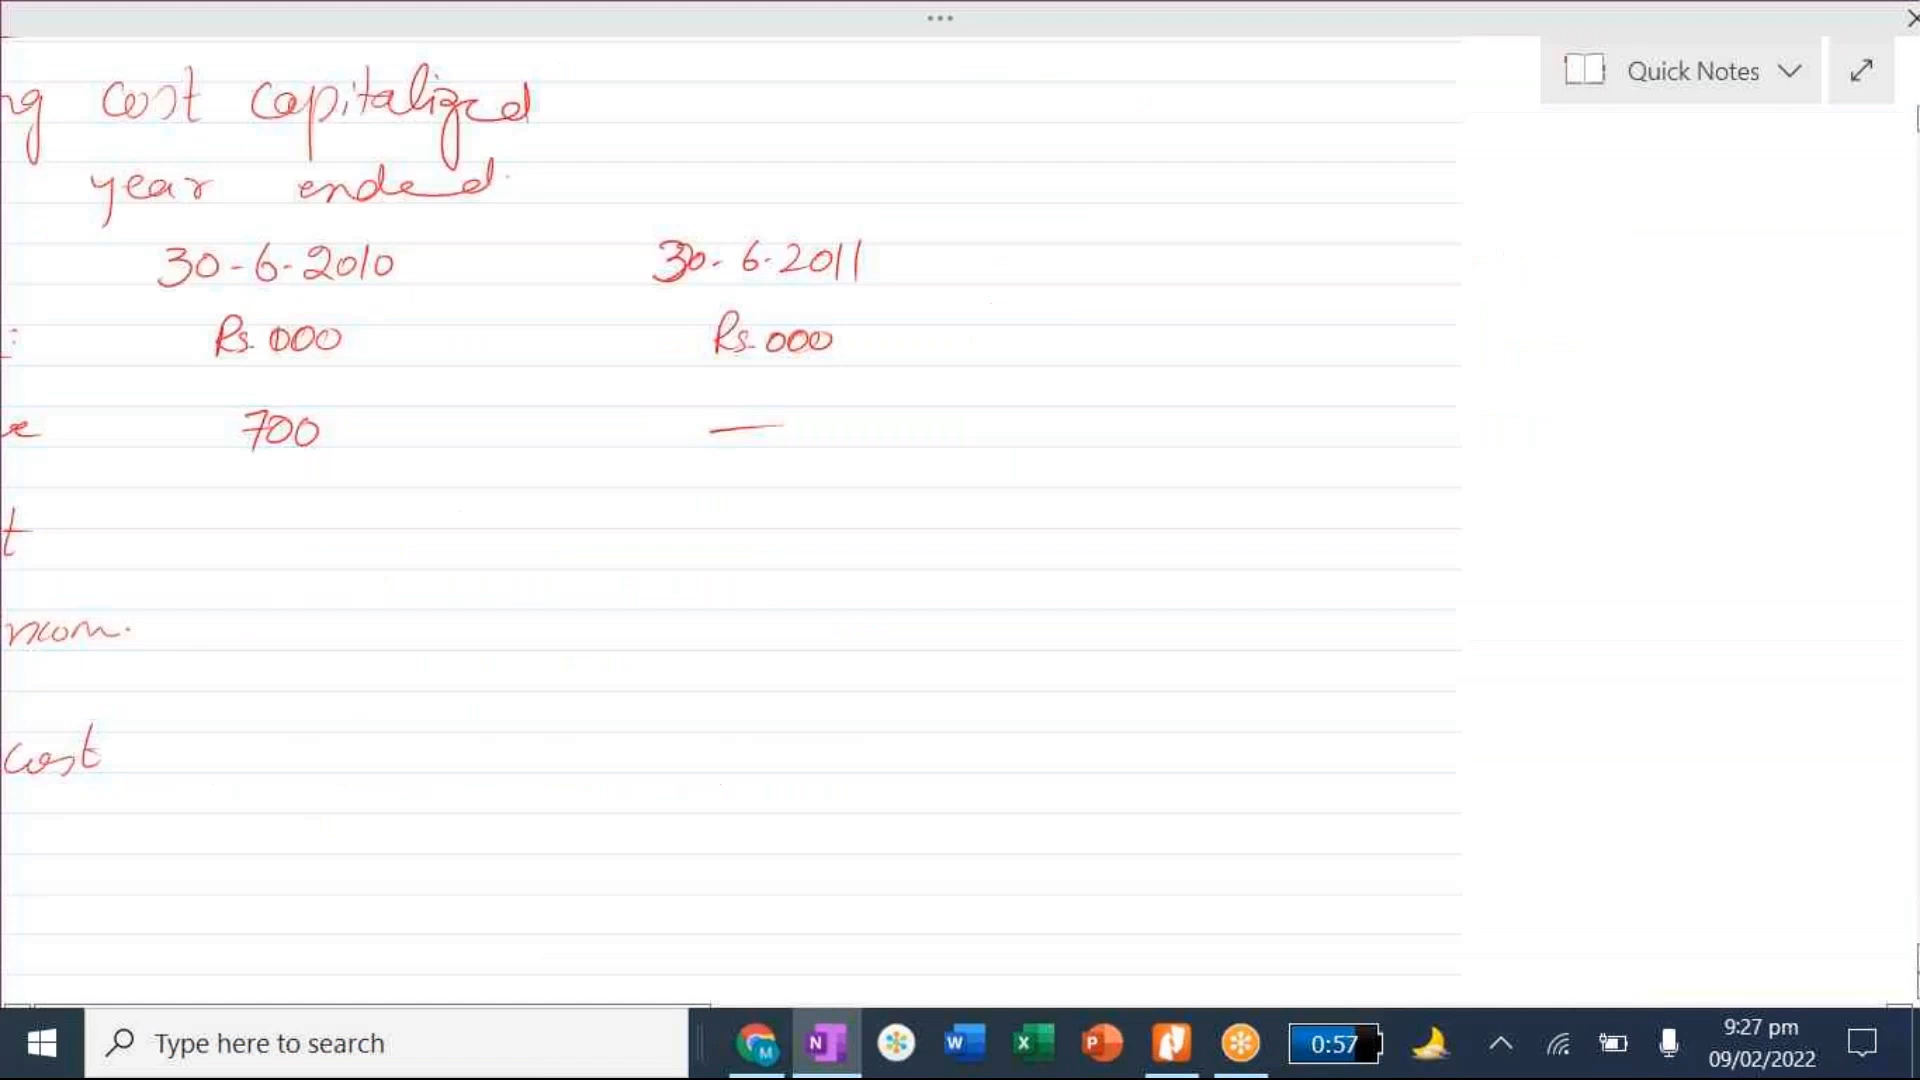 Quick Notes
ng cost capitalized
year ended
30-6-2010 30-6-2011
: Rs. 000 Rs. 000
700 —
t
cost
Type here to search
0:57
9:27 pm
09/02/2022